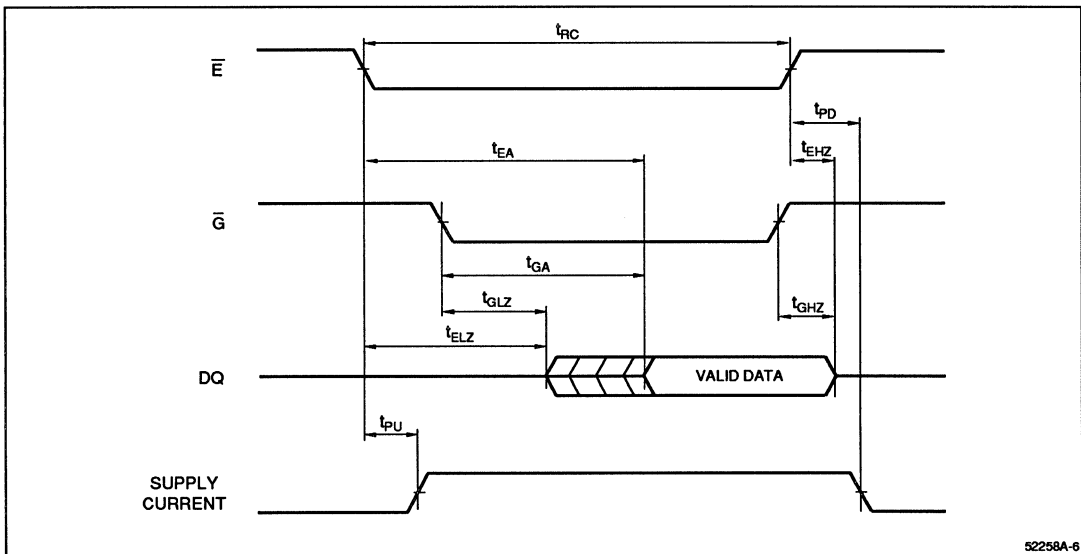 t_RC
E̅
t_PD
t_EA
t_EHZ
G̅
t_GA
t_GLZ
t_GHZ
t_ELZ
DQ
VALID DATA
t_PU
SUPPLY
CURRENT
52258A-6